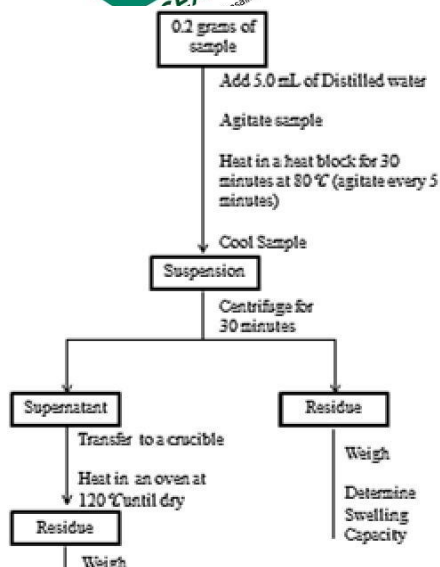 0.2 grams of
sample
Add 5.0 mL of Distilled water
Agitate sample
Heat in a heat block for 30
minutes at 80 ℃ (agitate every 5
minutes)
Cool Sample
Suspension
Centrifuge for
30 minutes
Supernatant
Transfer to a crucible
Heat in an oven at
120 ℃ until dry
Residue
Weigh
Residue
Weigh
Determine
Swelling
Capacity